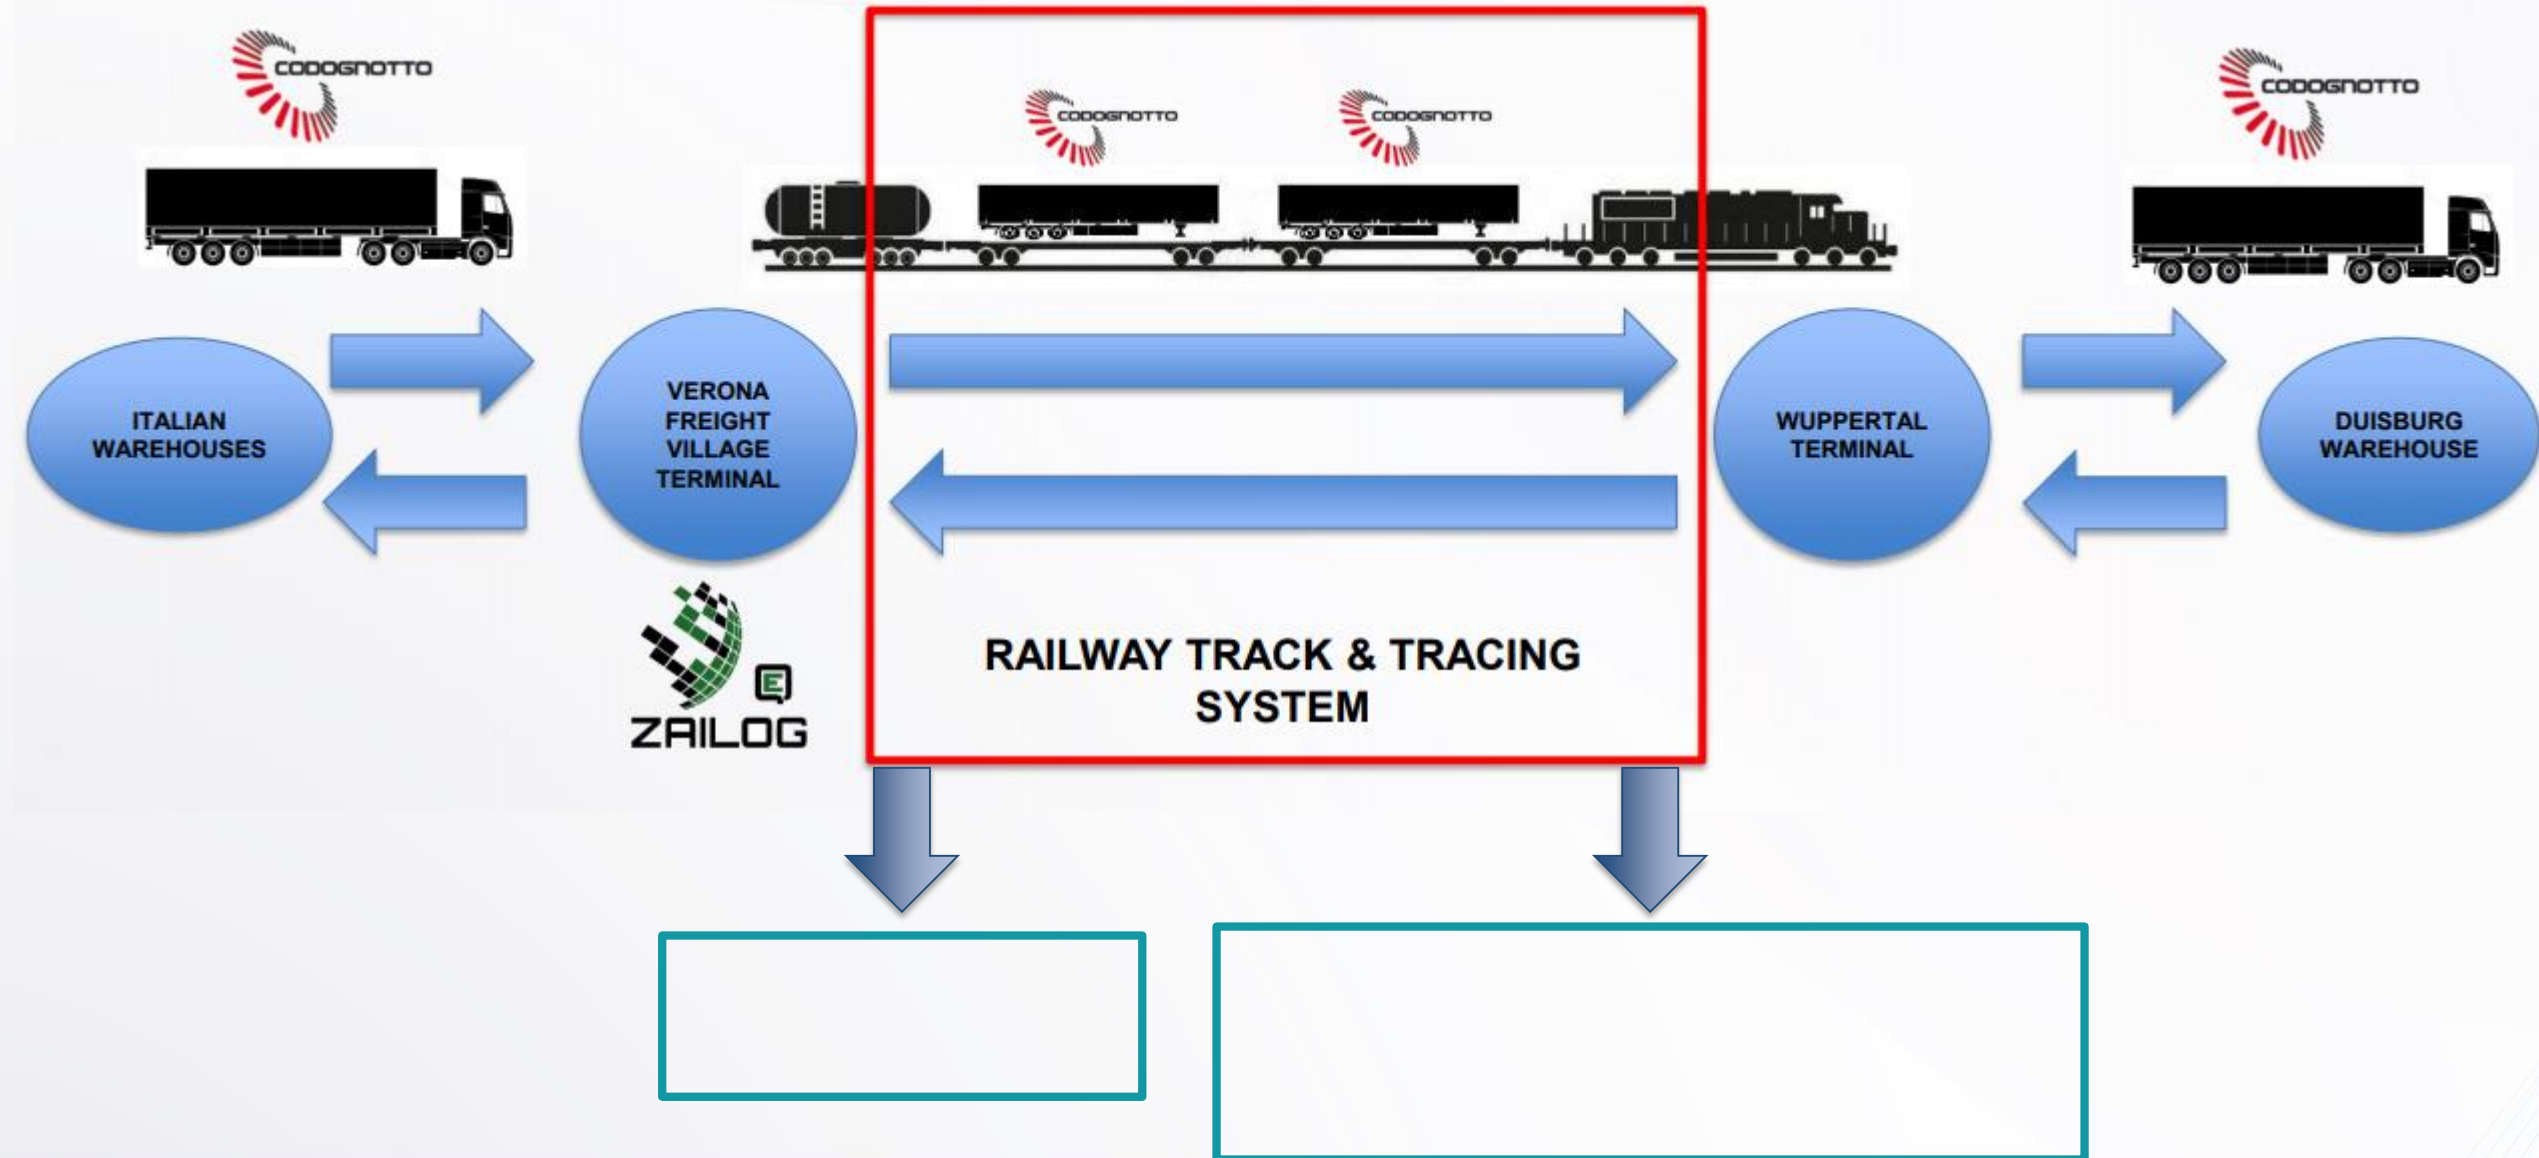 CODOGNOTTO
CODOGNOTTO
CODOGNOTTO
CODOGNOTTO
ITALIAN
WAREHOUSES
VERONA
FREIGHT
VILLAGE
TERMINAL
WUPPERTAL
TERMINAL
DUISBURG
WAREHOUSE
E
ZAILOG
RAILWAY TRACK & TRACING
SYSTEM